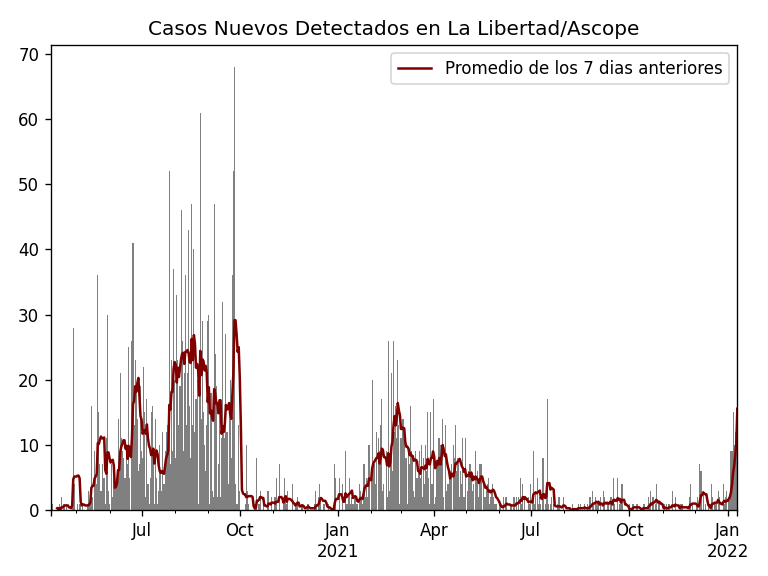 Casos Nuevos Detectados en La Libertad/Ascope
Promedio de los 7 dias anteriores
70
60
50
40
30
20
10
0
Jul
Oct
Jan
2021
Apr
Jul
Oct
Jan
2022